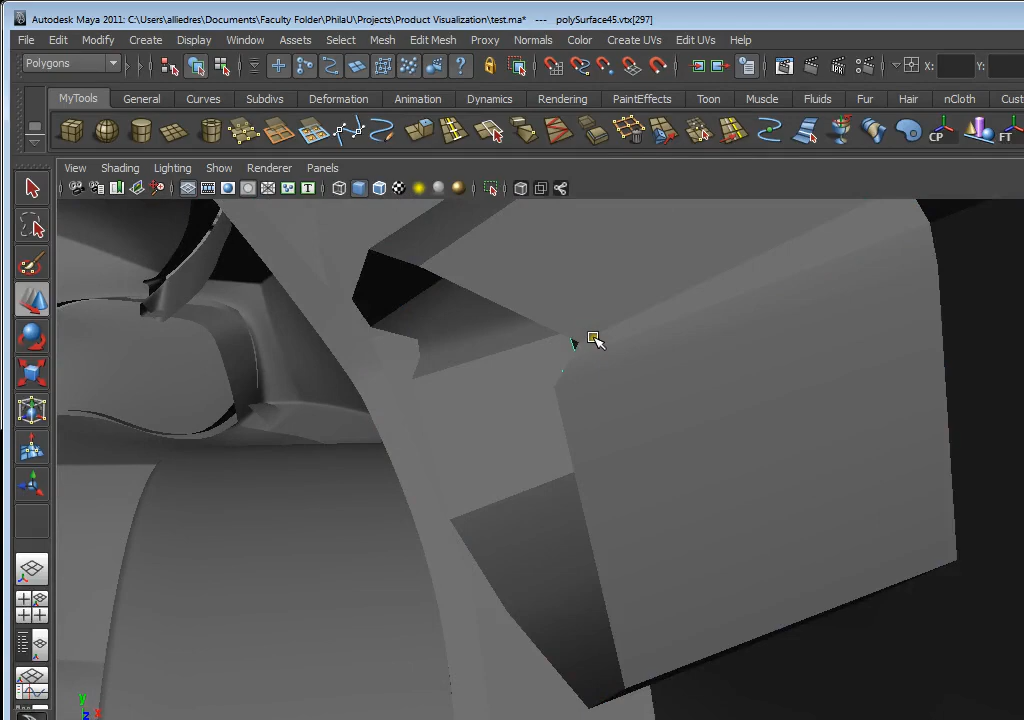 Autodesk Maya 2011: C:\Users\alliedres\Documents\Faculty Folder\PhilaU\Projects\Product Visualization\test.ma* --- polySurface45.vtx[297]
File Edit Modify Create Display Window Assets Select Mesh Edit Mesh Proxy Normals Color Create UVs Edit UVs Help
Polygons X: Y:
MyTools General Curves Subdivs Deformation Animation Dynamics Rendering PaintEffects Toon Muscle Fluids Fur Hair nCloth Cust
CP FT
View Shading Lighting Show Renderer Panels
T
y
z x